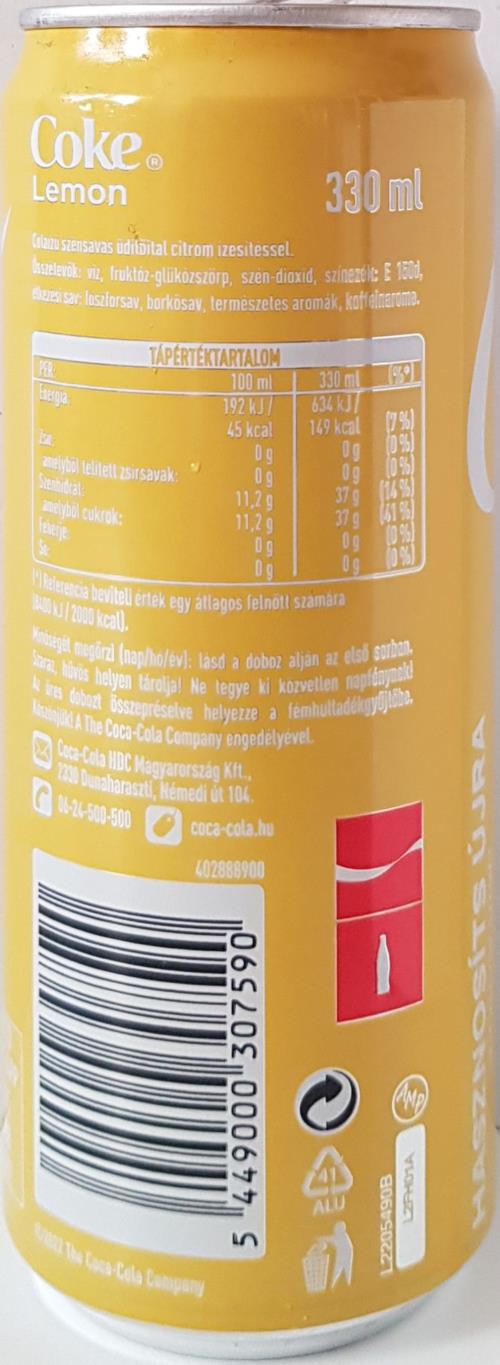 Coke®
Lemon
330 ml
Colaízű szénsavas üdítőital citrom ízesítéssel.
Összetevők: víz, fruktóz-glükózszörp, szén-dioxid, színezék: E 150d,
étkezési sav: foszforsav, borkősav, természetes aromák, koffeinaroma.
TÁPÉRTÉKTARTALOM
PER: 100 ml 330 ml (%*)
Energia: 192 kJ/ 634 kJ/
45 kcal 149 kcal (7 %)
Zsír: 0 g 0 g (0 %)
amelyből telített zsírsavak: 0 g 0 g (0 %)
Szénhidrát: 11,2 g 37 g (14 %)
amelyből cukrok: 11,2 g 37 g (41 %)
Fehérje: 0 g 0 g (0 %)
Só: 0 g 0 g (0 %)
(*) Referencia beviteli érték egy átlagos felnőtt számára
(8400 kJ / 2000 kcal).
Minőségét megőrzi (nap/hó/év): lásd a doboz alján az első sorban.
Száraz, hűvös helyen tárolja! Ne tegye ki közvetlen napfénynek!
Az üres dobozt összepréselve helyezze a fémhulladékgyűjtőbe.
Köszönjük! A The Coca-Cola Company engedélyével.
Coca-Cola HBC Magyarország Kft.,
2330 Dunaharaszti, Némedi út 104.
06-24-500-500
coca-cola.hu
402888900
5 449000 307590
41
ALU
AMP
L2205490B
L2FH01A
HASZNOSÍTS ÚJRA
©2022 The Coca-Cola Company